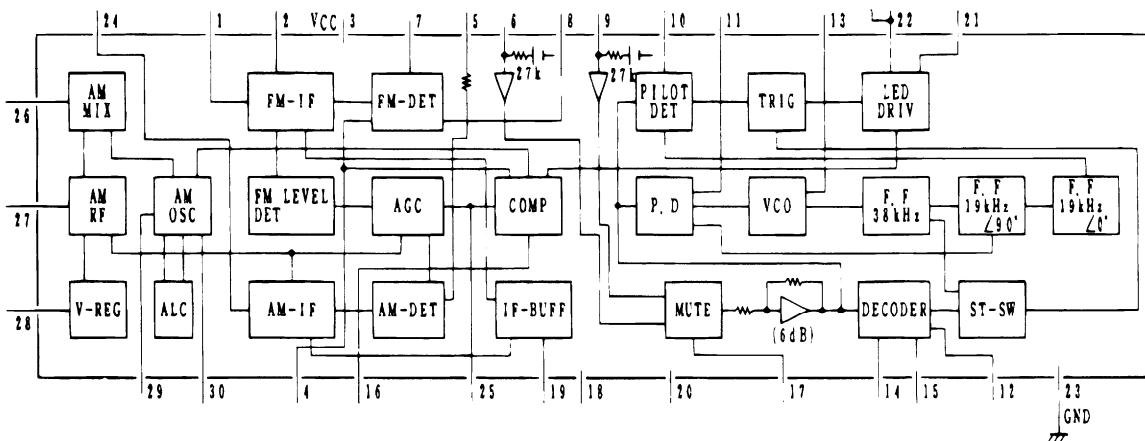 24 1 2 VCC 3 7 5 6 8 9 10 11 13 22 21
27k 27k
26
AM MIX
FM-IF
FM-DET
PILOT DET
TRIG
LED DRIV
27
AM RF
AM OSC
FM LEVEL DET
AGC
COMP
P.D
VCO
F.F 38kHz
F.F 19kHz ∠90°
F.F 19kHz ∠0°
28
V-REG
ALC
AM-IF
AM-DET
IF-BUFF
MUTE
(6dB)
DECODER
ST-SW
29 30 4 16 25 19 18 20 17 14 15 12 23
GND